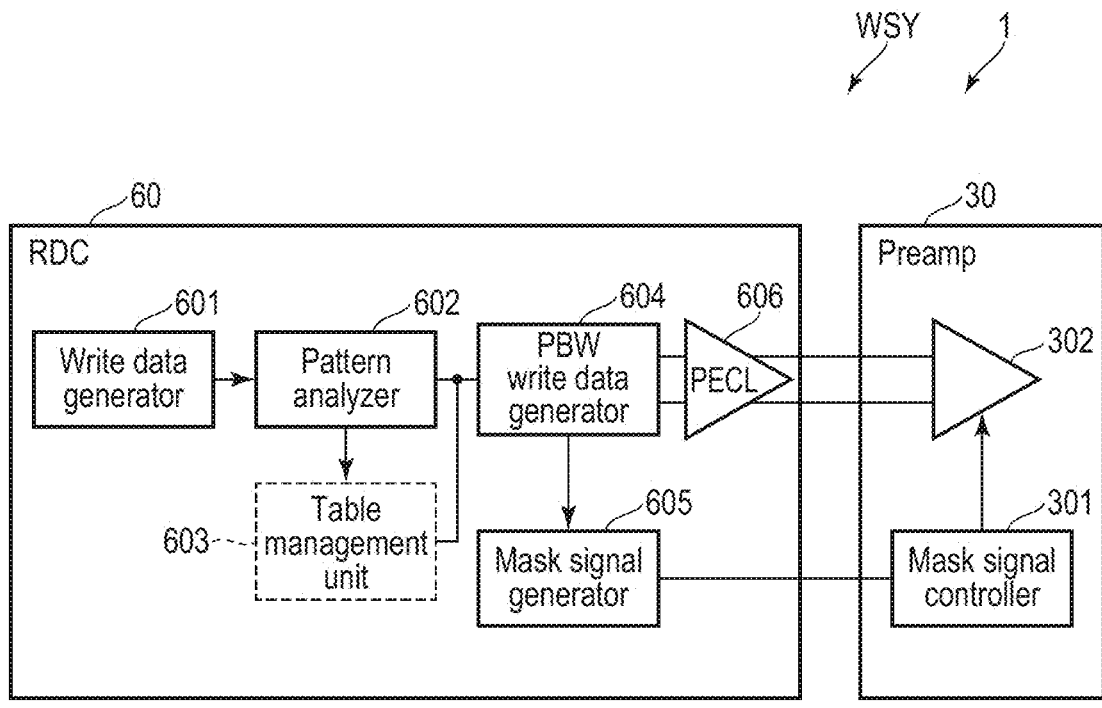 WSY
1
60
30
RDC
Preamp
601
602
604
606
302
Write data
generator
Pattern
analyzer
PBW
write data
generator
PECL
603
Table
management
unit
605
Mask signal
generator
301
Mask signal
controller